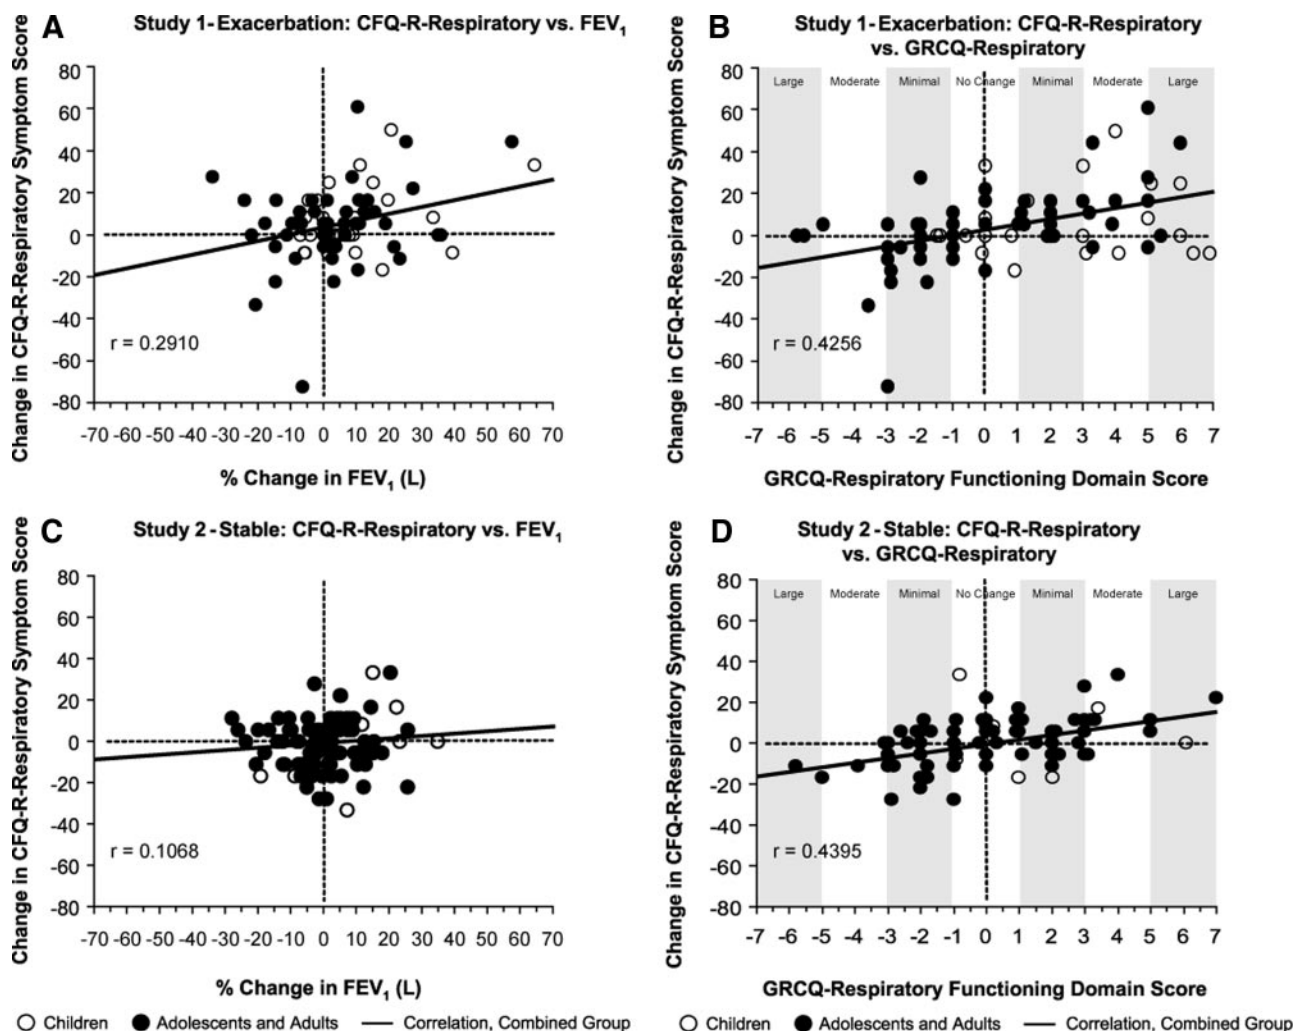 A
Study 1-Exacerbation: CFQ-R-Respiratory vs. FEV1
Change in CFQ-R-Respiratory Symptom Score
80
60
40
20
0
-20
-40
-60
-80
r = 0.2910
-70 -60 -50 -40 -30 -20 -10 0 10 20 30 40 50 60 70
% Change in FEV1 (L)
B
Study 1-Exacerbation: CFQ-R-Respiratory
vs. GRCQ-Respiratory
Change in CFQ-R-Respiratory Symptom Score
80
60
40
20
0
-20
-40
-60
-80
Large Moderate Minimal No Change Minimal Moderate Large
r = 0.4256
-7 -6 -5 -4 -3 -2 -1 0 1 2 3 4 5 6 7
GRCQ-Respiratory Functioning Domain Score
C
Study 2-Stable: CFQ-R-Respiratory vs. FEV1
Change in CFQ-R-Respiratory Symptom Score
80
60
40
20
0
-20
-40
-60
-80
r = 0.1068
-70 -60 -50 -40 -30 -20 -10 0 10 20 30 40 50 60 70
% Change in FEV1 (L)
Children Adolescents and Adults Correlation, Combined Group
D
Study 2-Stable: CFQ-R-Respiratory
vs. GRCQ-Respiratory
Change in CFQ-R-Respiratory Symptom Score
80
60
40
20
0
-20
-40
-60
-80
Large Moderate Minimal No Change Minimal Moderate Large
r = 0.4395
-7 -6 -5 -4 -3 -2 -1 0 1 2 3 4 5 6 7
GRCQ-Respiratory Functioning Domain Score
Children Adolescents and Adults Correlation, Combined Group